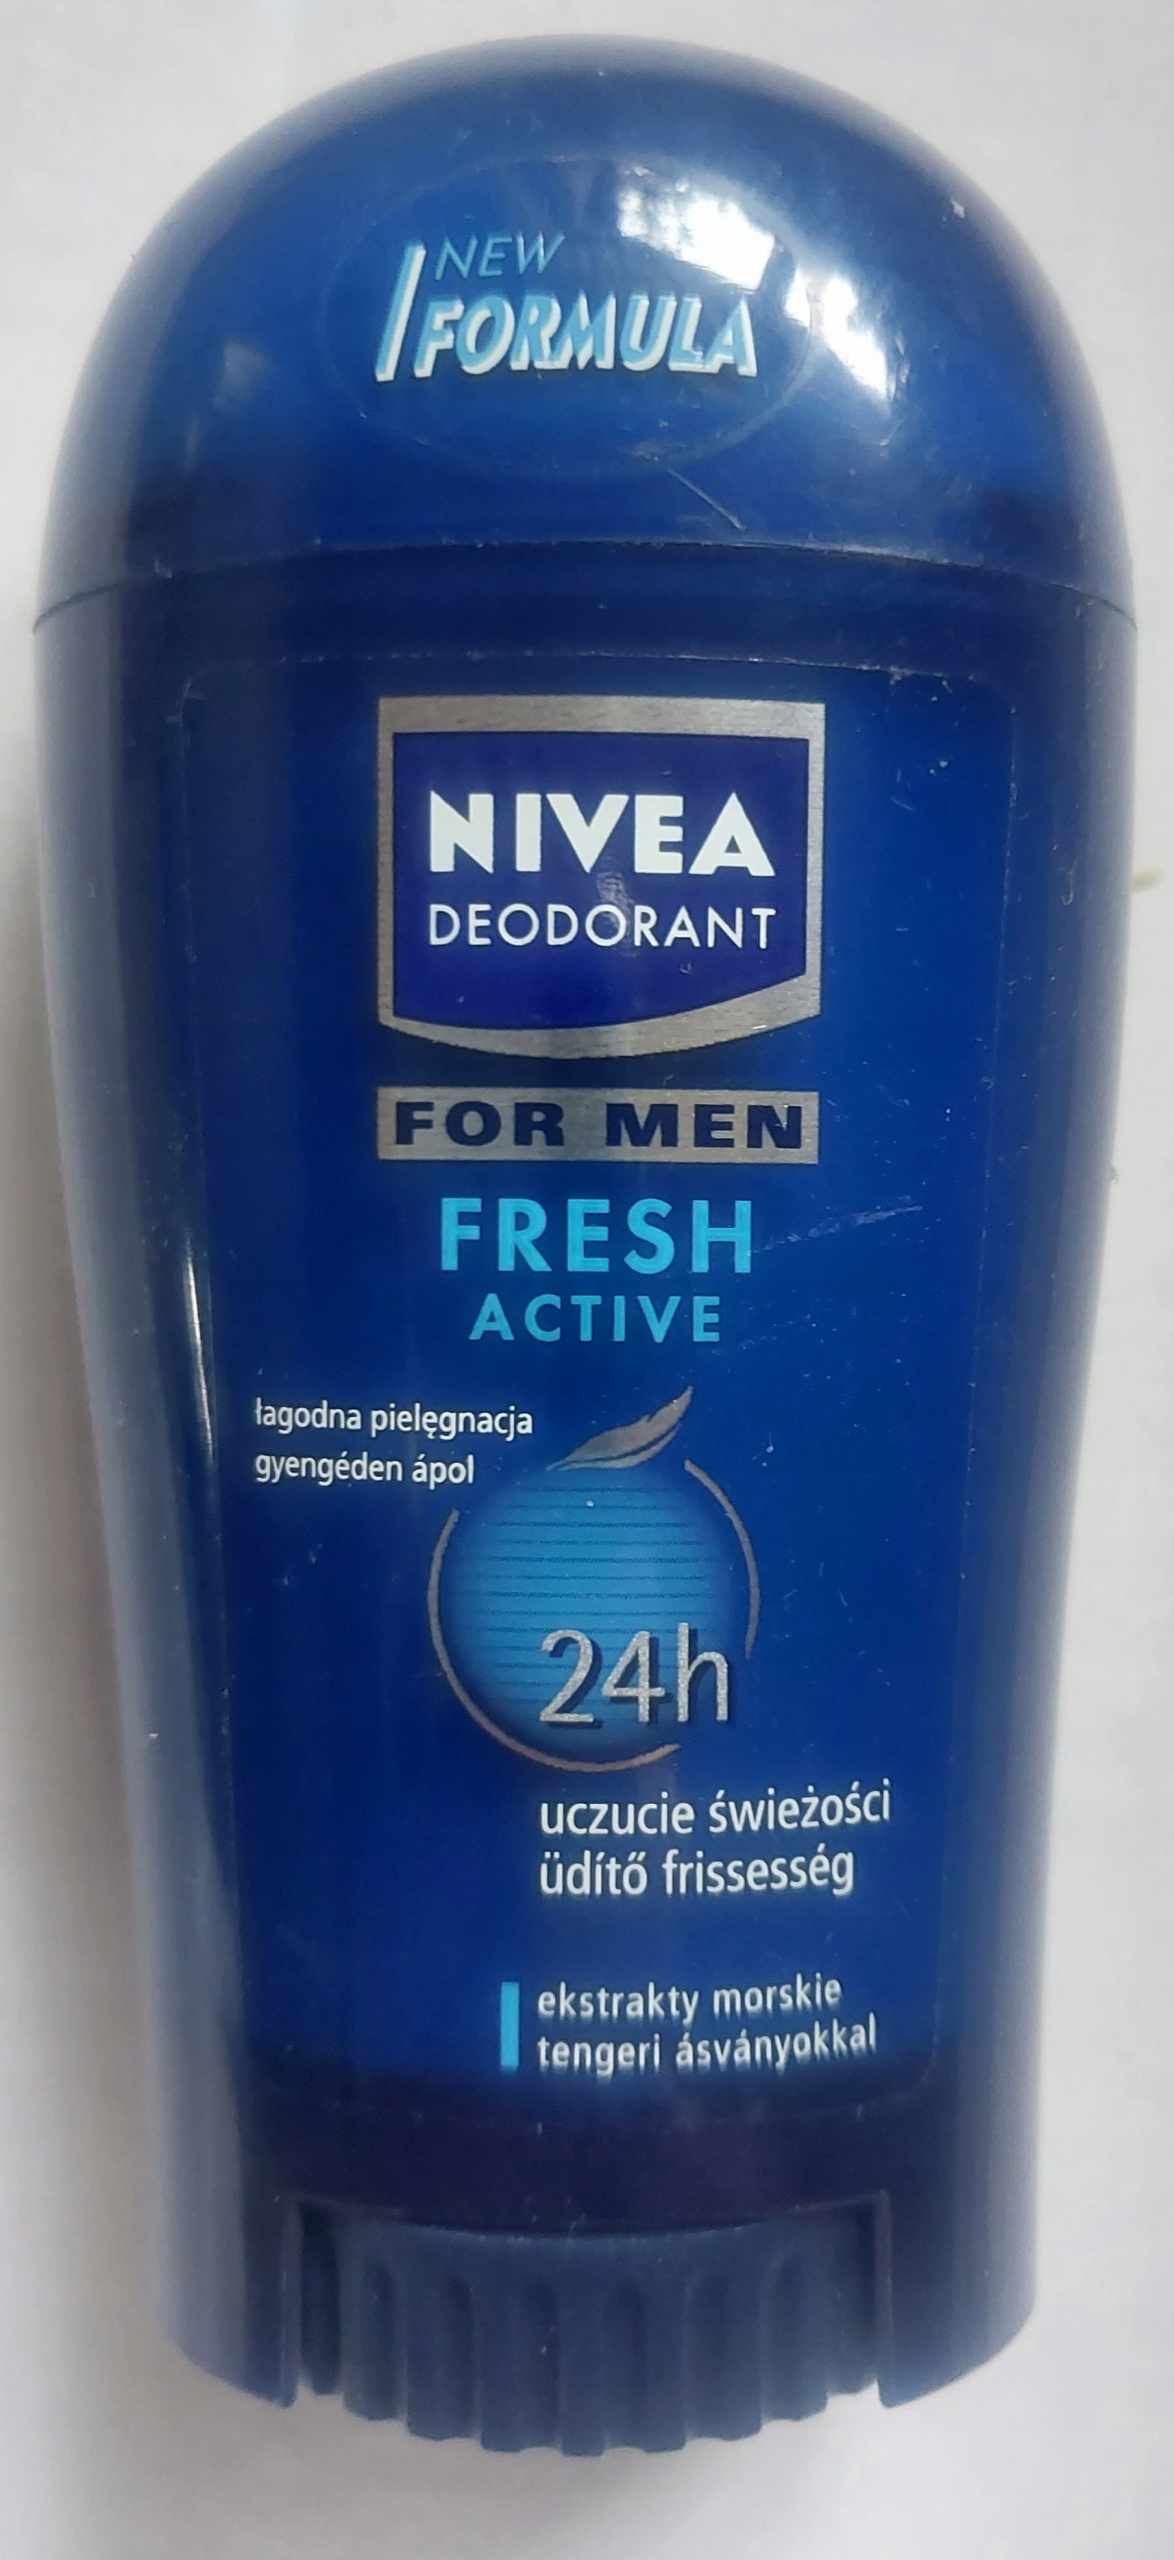 NEW
FORMULA
NIVEA
DEODORANT
FOR MEN
FRESH
ACTIVE
łagodna pielęgnacja
gyengéden ápol
24h
uczucie świeżości
üdítő frissesség
ekstrakty morskie
tengeri ásványokkal